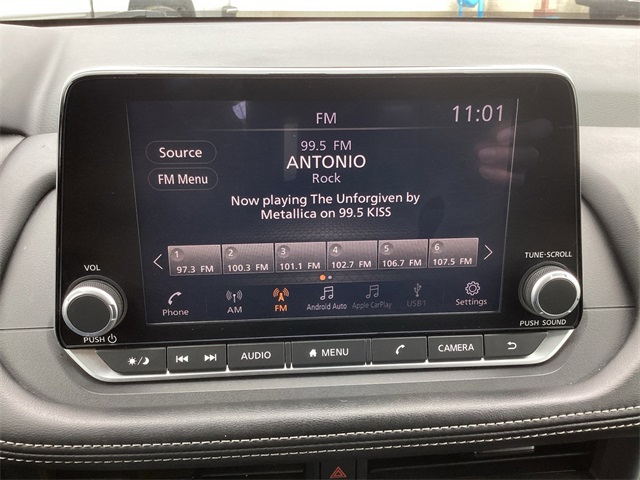 FM
11:01
Source
FM Menu
99.5 FM
ANTONIO
Rock
Now playing The Unforgiven by
Metallica on 99.5 KISS
1 2 3 4 5 6
97.3 FM 100.3 FM 101.1 FM 102.7 FM 106.7 FM 107.5 FM
Phone AM FM Android Auto Apple CarPlay USB1 Settings
VOL
PUSH
TUNE·SCROLL
PUSH SOUND
AUDIO MENU CAMERA